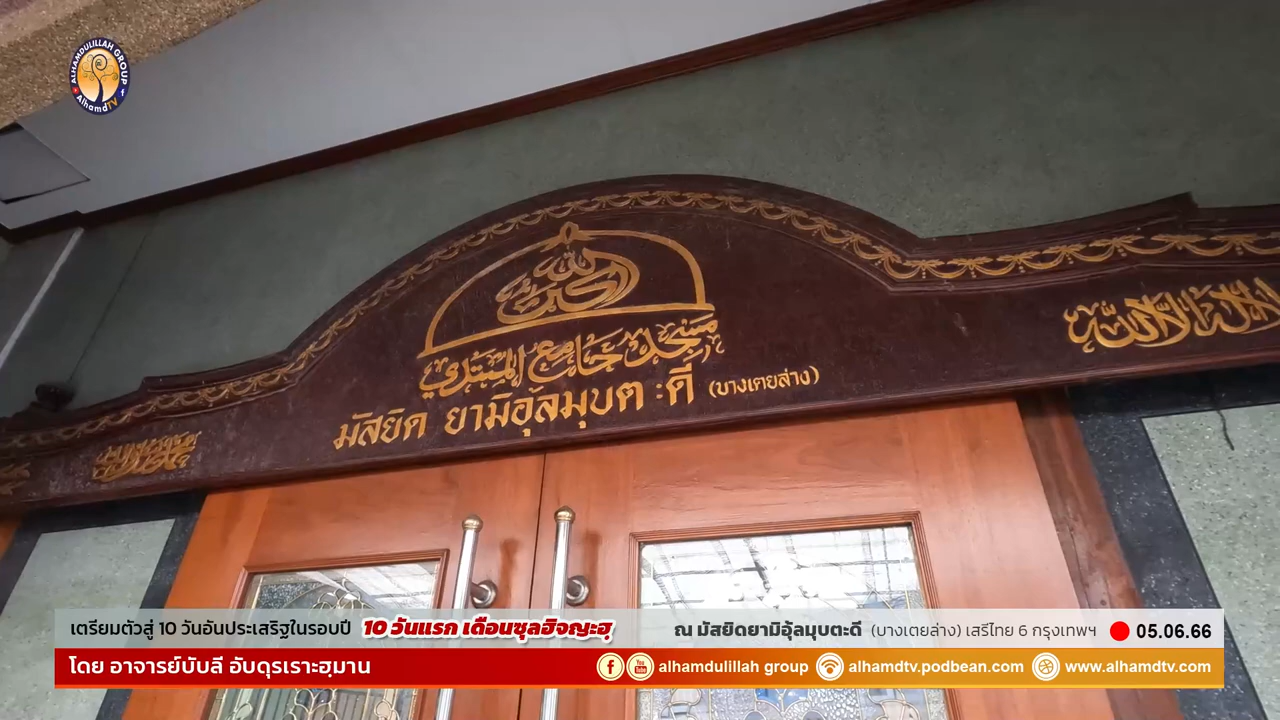 ALHAMDULILLAH GROUP
AlhamdTV
الله أكبر
مسجد جامع المبتدي
لا إله إلا الله
มัสยิด ยามิอุ้ลมุบตะดี (บางเตยล่าง)
เตรียมตัวสู่ 10 วันอันประเสริฐในรอบปี 10 วันแรก เดือนซุลฮิจญะฮฺ ณ มัสยิดยามิอุ้ลมุบตะดี (บางเตยล่าง) เสรีไทย 6 กรุงเทพฯ 05.06.66
โดย อาจารย์บับลี อับดุรเราะฮฺมาน alhamdulillah group alhamdtv.podbean.com www.alhamdtv.com